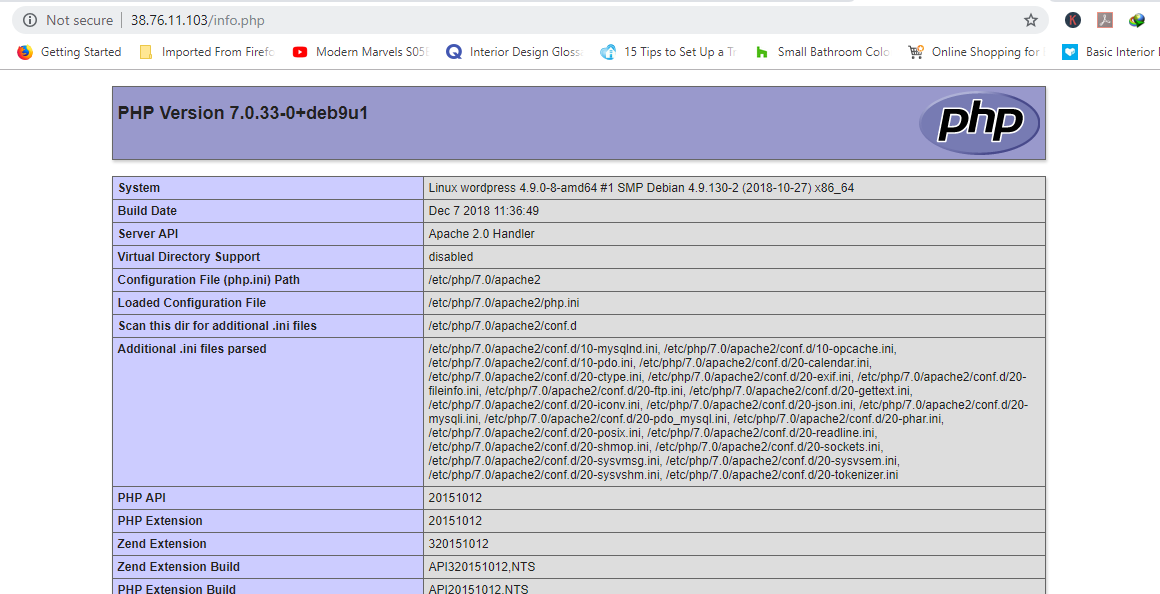 Not secure 38.76.11.103/info.php
Getting Started Imported From Firefo Modern Marvels S05E Interior Design Gloss 15 Tips to Set Up a Tr Small Bathroom Colo Online Shopping for Basic Interior
PHP Version 7.0.33-0+deb9u1
php
System Linux wordpress 4.9.0-8-amd64 #1 SMP Debian 4.9.130-2 (2018-10-27) x86_64
Build Date Dec 7 2018 11:36:49
Server API Apache 2.0 Handler
Virtual Directory Support disabled
Configuration File (php.ini) Path /etc/php/7.0/apache2
Loaded Configuration File /etc/php/7.0/apache2/php.ini
Scan this dir for additional .ini files /etc/php/7.0/apache2/conf.d
Additional .ini files parsed /etc/php/7.0/apache2/conf.d/10-mysqlnd.ini, /etc/php/7.0/apache2/conf.d/10-opcache.ini,
/etc/php/7.0/apache2/conf.d/10-pdo.ini, /etc/php/7.0/apache2/conf.d/20-calendar.ini,
/etc/php/7.0/apache2/conf.d/20-ctype.ini, /etc/php/7.0/apache2/conf.d/20-exif.ini, /etc/php/7.0/apache2/conf.d/20-
fileinfo.ini, /etc/php/7.0/apache2/conf.d/20-ftp.ini, /etc/php/7.0/apache2/conf.d/20-gettext.ini,
/etc/php/7.0/apache2/conf.d/20-iconv.ini, /etc/php/7.0/apache2/conf.d/20-json.ini, /etc/php/7.0/apache2/conf.d/20-
mysqli.ini, /etc/php/7.0/apache2/conf.d/20-pdo_mysql.ini, /etc/php/7.0/apache2/conf.d/20-phar.ini,
/etc/php/7.0/apache2/conf.d/20-posix.ini, /etc/php/7.0/apache2/conf.d/20-readline.ini,
/etc/php/7.0/apache2/conf.d/20-shmop.ini, /etc/php/7.0/apache2/conf.d/20-sockets.ini,
/etc/php/7.0/apache2/conf.d/20-sysvmsg.ini, /etc/php/7.0/apache2/conf.d/20-sysvsem.ini,
/etc/php/7.0/apache2/conf.d/20-sysvshm.ini, /etc/php/7.0/apache2/conf.d/20-tokenizer.ini
PHP API 20151012
PHP Extension 20151012
Zend Extension 320151012
Zend Extension Build API320151012,NTS
PHP Extension Build API20151012,NTS